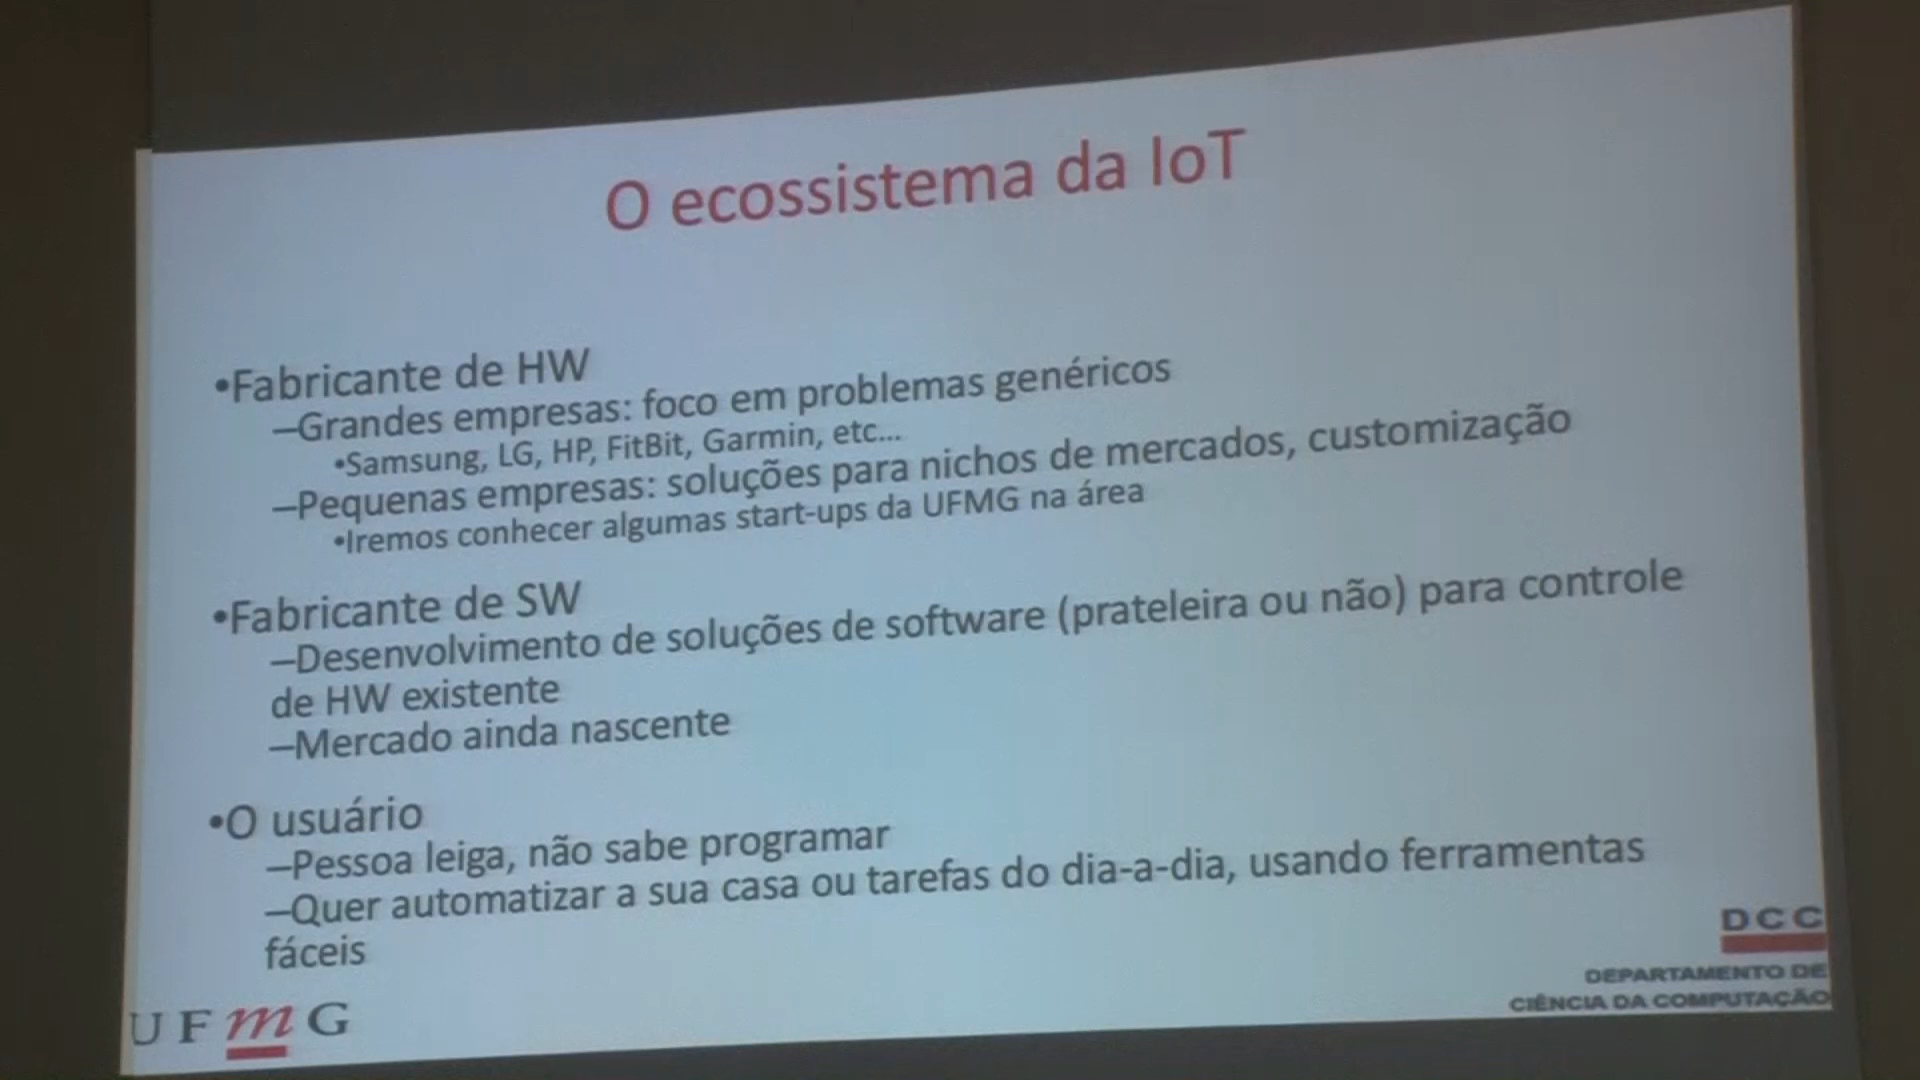 O ecossistema da IoT
•Fabricante de HW
–Grandes empresas: foco em problemas genéricos
•Samsung, LG, HP, FitBit, Garmin, etc...
–Pequenas empresas: soluções para nichos de mercados, customização
•Iremos conhecer algumas start-ups da UFMG na área
•Fabricante de SW
–Desenvolvimento de soluções de software (prateleira ou não) para controle
de HW existente
–Mercado ainda nascente
•O usuário
–Pessoa leiga, não sabe programar
–Quer automatizar a sua casa ou tarefas do dia-a-dia, usando ferramentas
fáceis
UFmG
DCC
DEPARTAMENTO DE
CIÊNCIA DA COMPUTAÇÃO